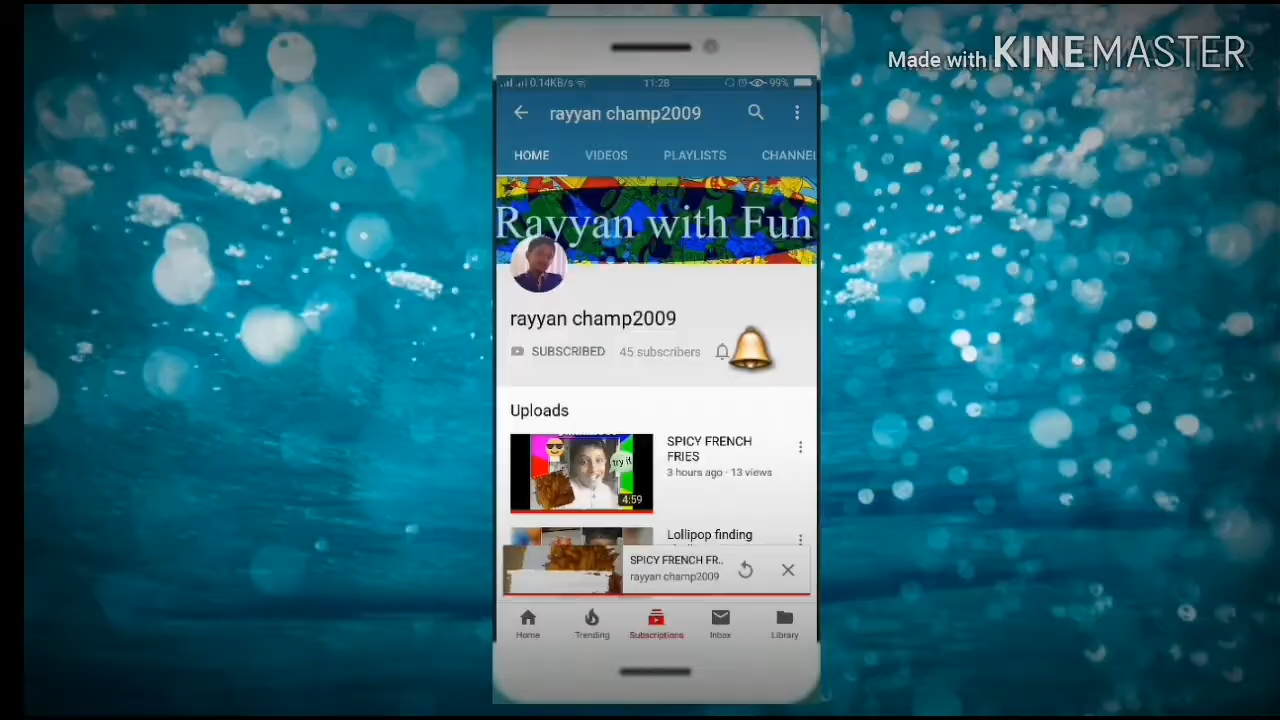 Made with KINEMASTER
0.14KB/s 11:28 99%
rayyan champ2009
HOME VIDEOS PLAYLISTS CHANNEL
Rayyan with Fun
rayyan champ2009
SUBSCRIBED 45 subscribers
Uploads
SPICY FRENCH
FRIES
3 hours ago · 13 views
try it
4:59
Lollipop finding
SPICY FRENCH FR..
rayyan champ2009
Home Trending Subscriptions Inbox Library